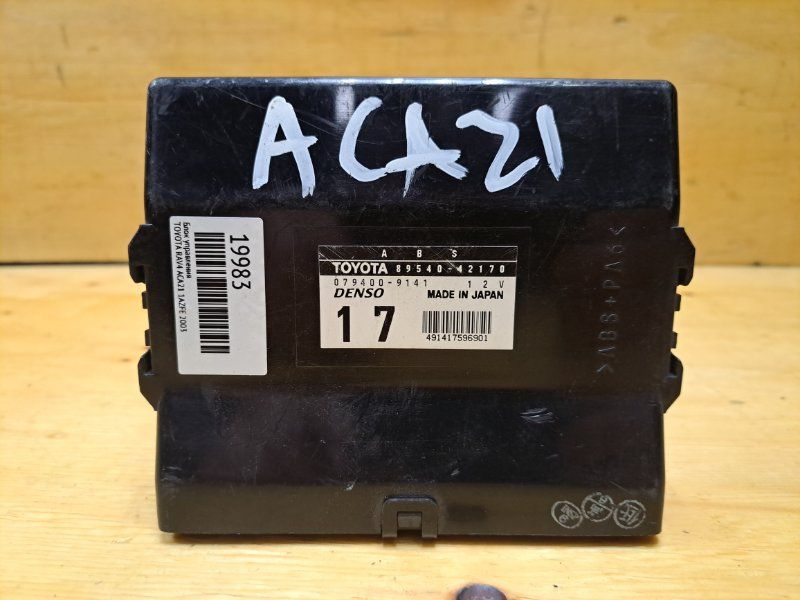 ACA21
блок управления
TOYOTA RAV4 ACA21 1AZFE 2003
19983
A B S
TOYOTA 89540-42170
079400-9141 12V
DENSO MADE IN JAPAN
17
491417596901
>ABS+PA6<